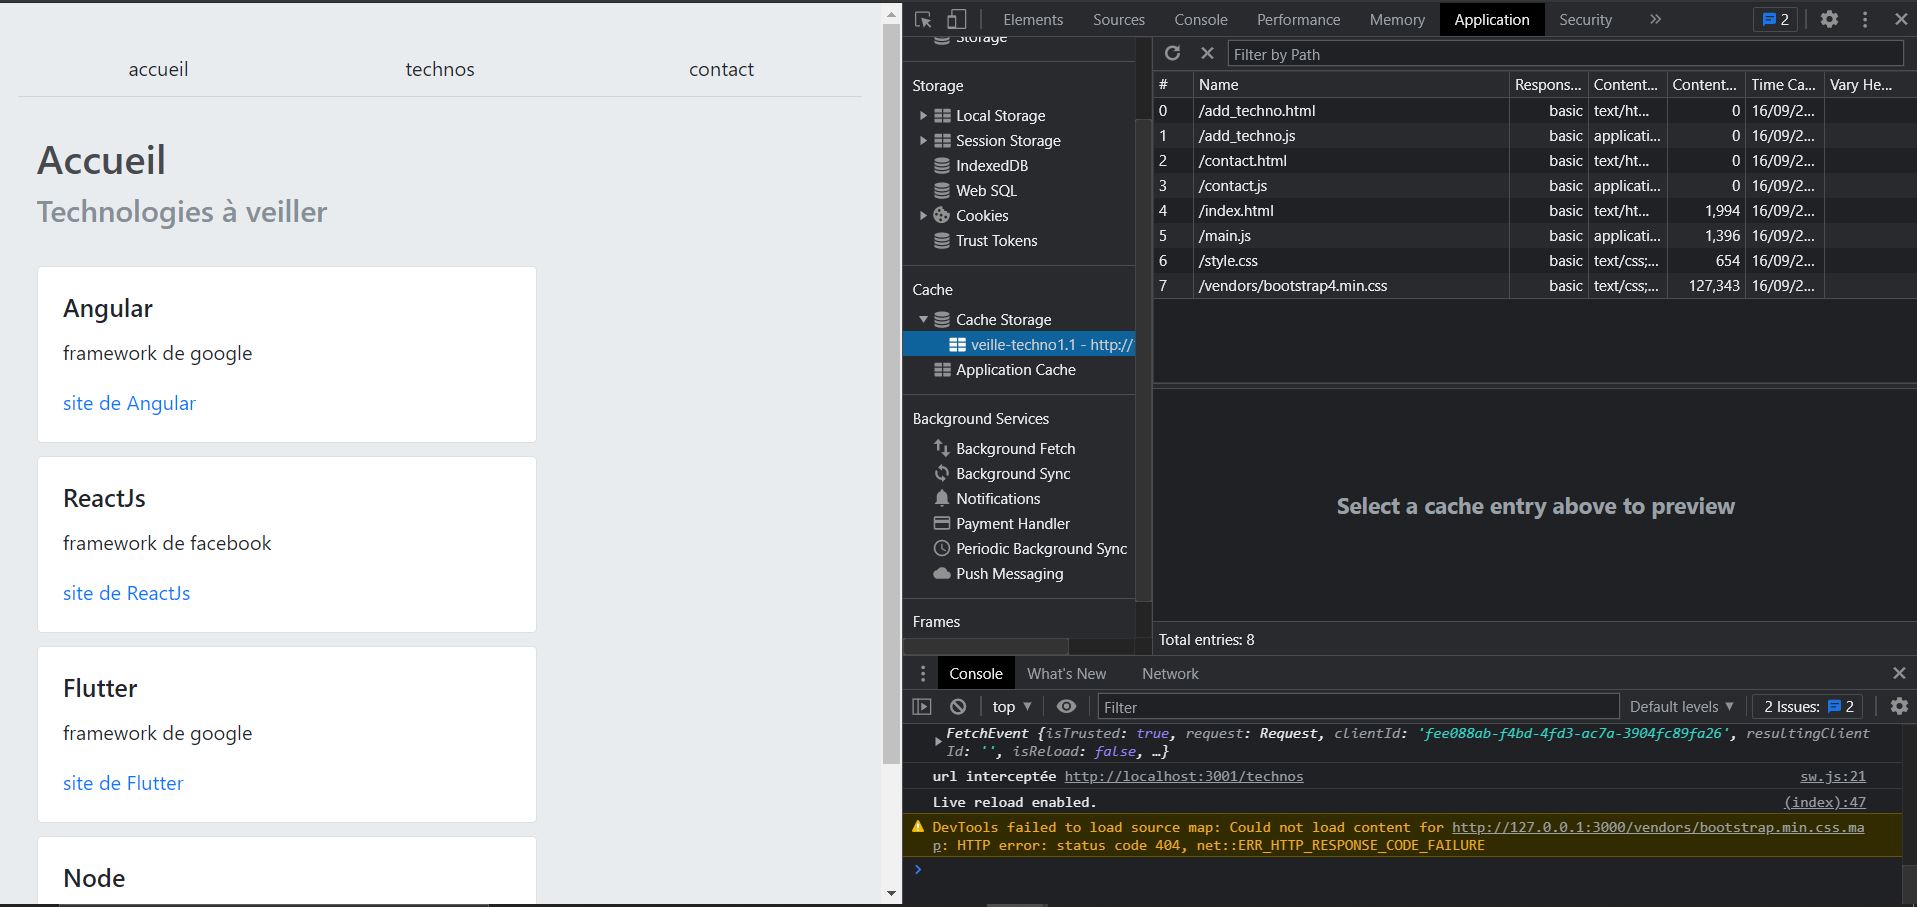 accueil technos contact
Accueil
Technologies à veiller
Angular
framework de google
site de Angular
ReactJs
framework de facebook
site de ReactJs
Flutter
framework de google
site de Flutter
Node
Elements Sources Console Performance Memory Application Security » 2
Storage
Storage
Local Storage
Session Storage
IndexedDB
Web SQL
Cookies
Trust Tokens
Cache
Cache Storage
veille-techno1.1 - http://
Application Cache
Background Services
Background Fetch
Background Sync
Notifications
Payment Handler
Periodic Background Sync
Push Messaging
Frames
Filter by Path
# Name Respons... Content... Content... Time Ca... Vary He...
0 /add_techno.html basic text/ht... 0 16/09/2...
1 /add_techno.js basic applicati... 0 16/09/2...
2 /contact.html basic text/ht... 0 16/09/2...
3 /contact.js basic applicati... 0 16/09/2...
4 /index.html basic text/ht... 1,994 16/09/2...
5 /main.js basic applicati... 1,396 16/09/2...
6 /style.css basic text/css;... 654 16/09/2...
7 /vendors/bootstrap4.min.css basic text/css;... 127,343 16/09/2...
Select a cache entry above to preview
Total entries: 8
Console What's New Network
top Filter Default levels 2 Issues: 2
FetchEvent {isTrusted: true, request: Request, clientId: 'fee088ab-f4bd-4fd3-ac7a-3904fc89fa26', resultingClient
Id: '', isReload: false, …}
url interceptée http://localhost:3001/technos sw.js:21
Live reload enabled. (index):47
DevTools failed to load source map: Could not load content for http://127.0.0.1:3000/vendors/bootstrap.min.css.ma
p: HTTP error: status code 404, net::ERR_HTTP_RESPONSE_CODE_FAILURE